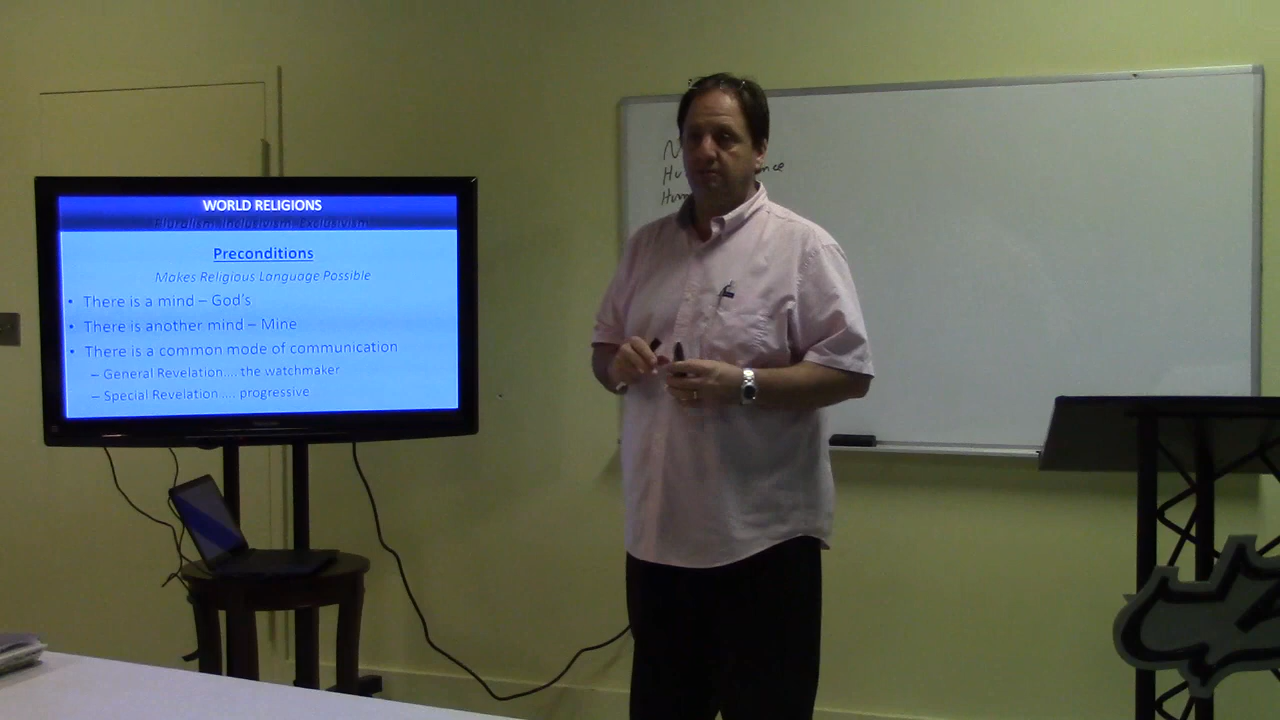 WORLD RELIGIONS
Pluralism Inclusivism Exclusivism
Preconditions
Makes Religious Language Possible
• There is a mind – God's
• There is another mind – Mine
• There is a common mode of communication
– General Revelation.... the watchmaker
– Special Revelation .... progressive